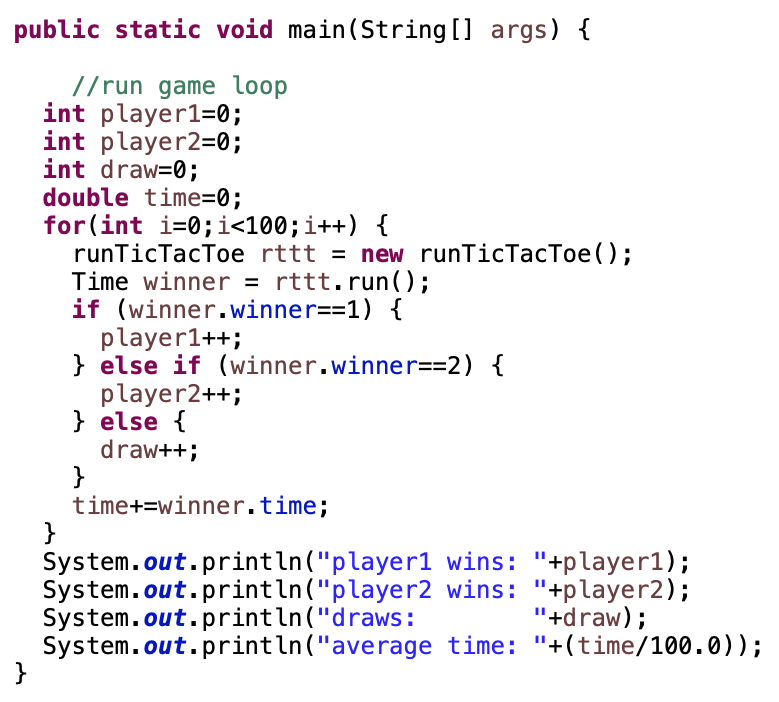 public static void main(String[] args) {
    //run game loop
  int player1=0;
  int player2=0;
  int draw=0;
  double time=0;
  for(int i=0;i<100;i++) {
    runTicTacToe rttt = new runTicTacToe();
    Time winner = rttt.run();
    if (winner.winner==1) {
      player1++;
    } else if (winner.winner==2) {
      player2++;
    } else {
      draw++;
    }
    time+=winner.time;
  }
  System.out.println("player1 wins: "+player1);
  System.out.println("player2 wins: "+player2);
  System.out.println("draws:        "+draw);
  System.out.println("average time: "+(time/100.0));
}